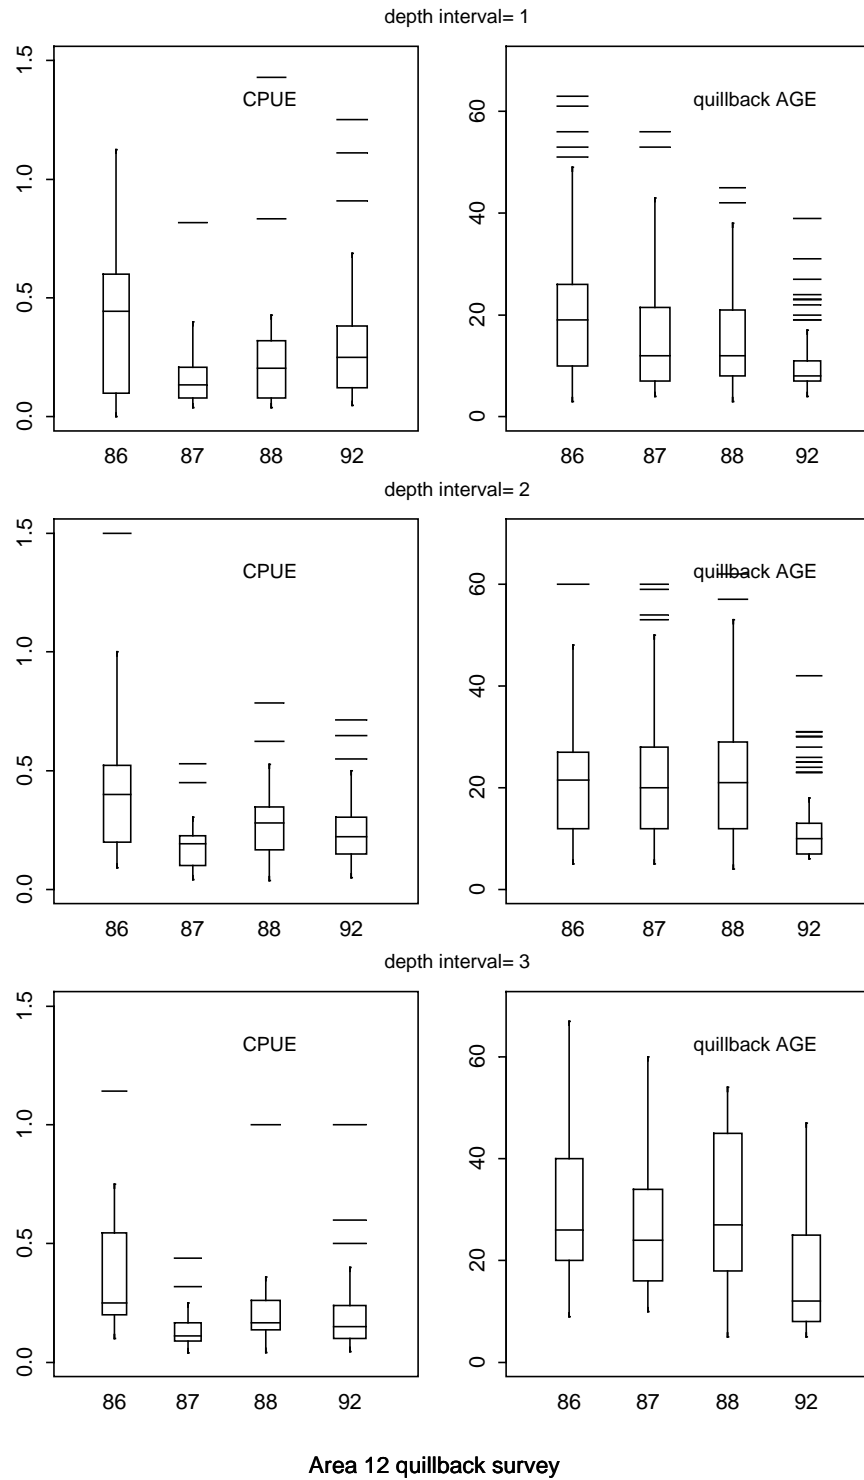 depth interval= 1
CPUE
1.5
1.0
0.5
0.0
86 87 88 92
quillback AGE
60
40
20
0
86 87 88 92
depth interval= 2
CPUE
1.5
1.0
0.5
0.0
86 87 88 92
quillback AGE
60
40
20
0
86 87 88 92
depth interval= 3
CPUE
1.5
1.0
0.5
0.0
86 87 88 92
quillback AGE
60
40
20
0
86 87 88 92
Area 12 quillback survey